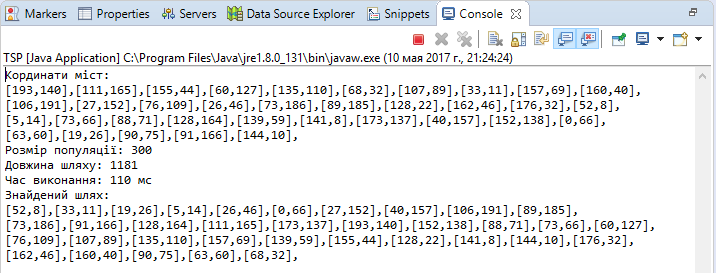 Markers Properties Servers Data Source Explorer Snippets Console
TSP [Java Application] C:\Program Files\Java\jre1.8.0_131\bin\javaw.exe (10 мая 2017 г., 21:24:24)
Кординати міст:
[193,140],[111,165],[155,44],[60,127],[135,110],[68,32],[107,89],[33,11],[157,69],[160,40],
[106,191],[27,152],[76,109],[26,46],[73,186],[89,185],[128,22],[162,46],[176,32],[52,8],
[5,14],[73,66],[88,71],[128,164],[139,59],[141,8],[173,137],[40,157],[152,138],[0,66],
[63,60],[19,26],[90,75],[91,166],[144,10],
Розмір популяції: 300
Довжина шляху: 1181
Час виконання: 110 мс
Знайдений шлях:
[52,8],[33,11],[19,26],[5,14],[26,46],[0,66],[27,152],[40,157],[106,191],[89,185],
[73,186],[91,166],[128,164],[111,165],[173,137],[193,140],[152,138],[88,71],[73,66],[60,127],
[76,109],[107,89],[135,110],[157,69],[139,59],[155,44],[128,22],[141,8],[144,10],[176,32],
[162,46],[160,40],[90,75],[63,60],[68,32],